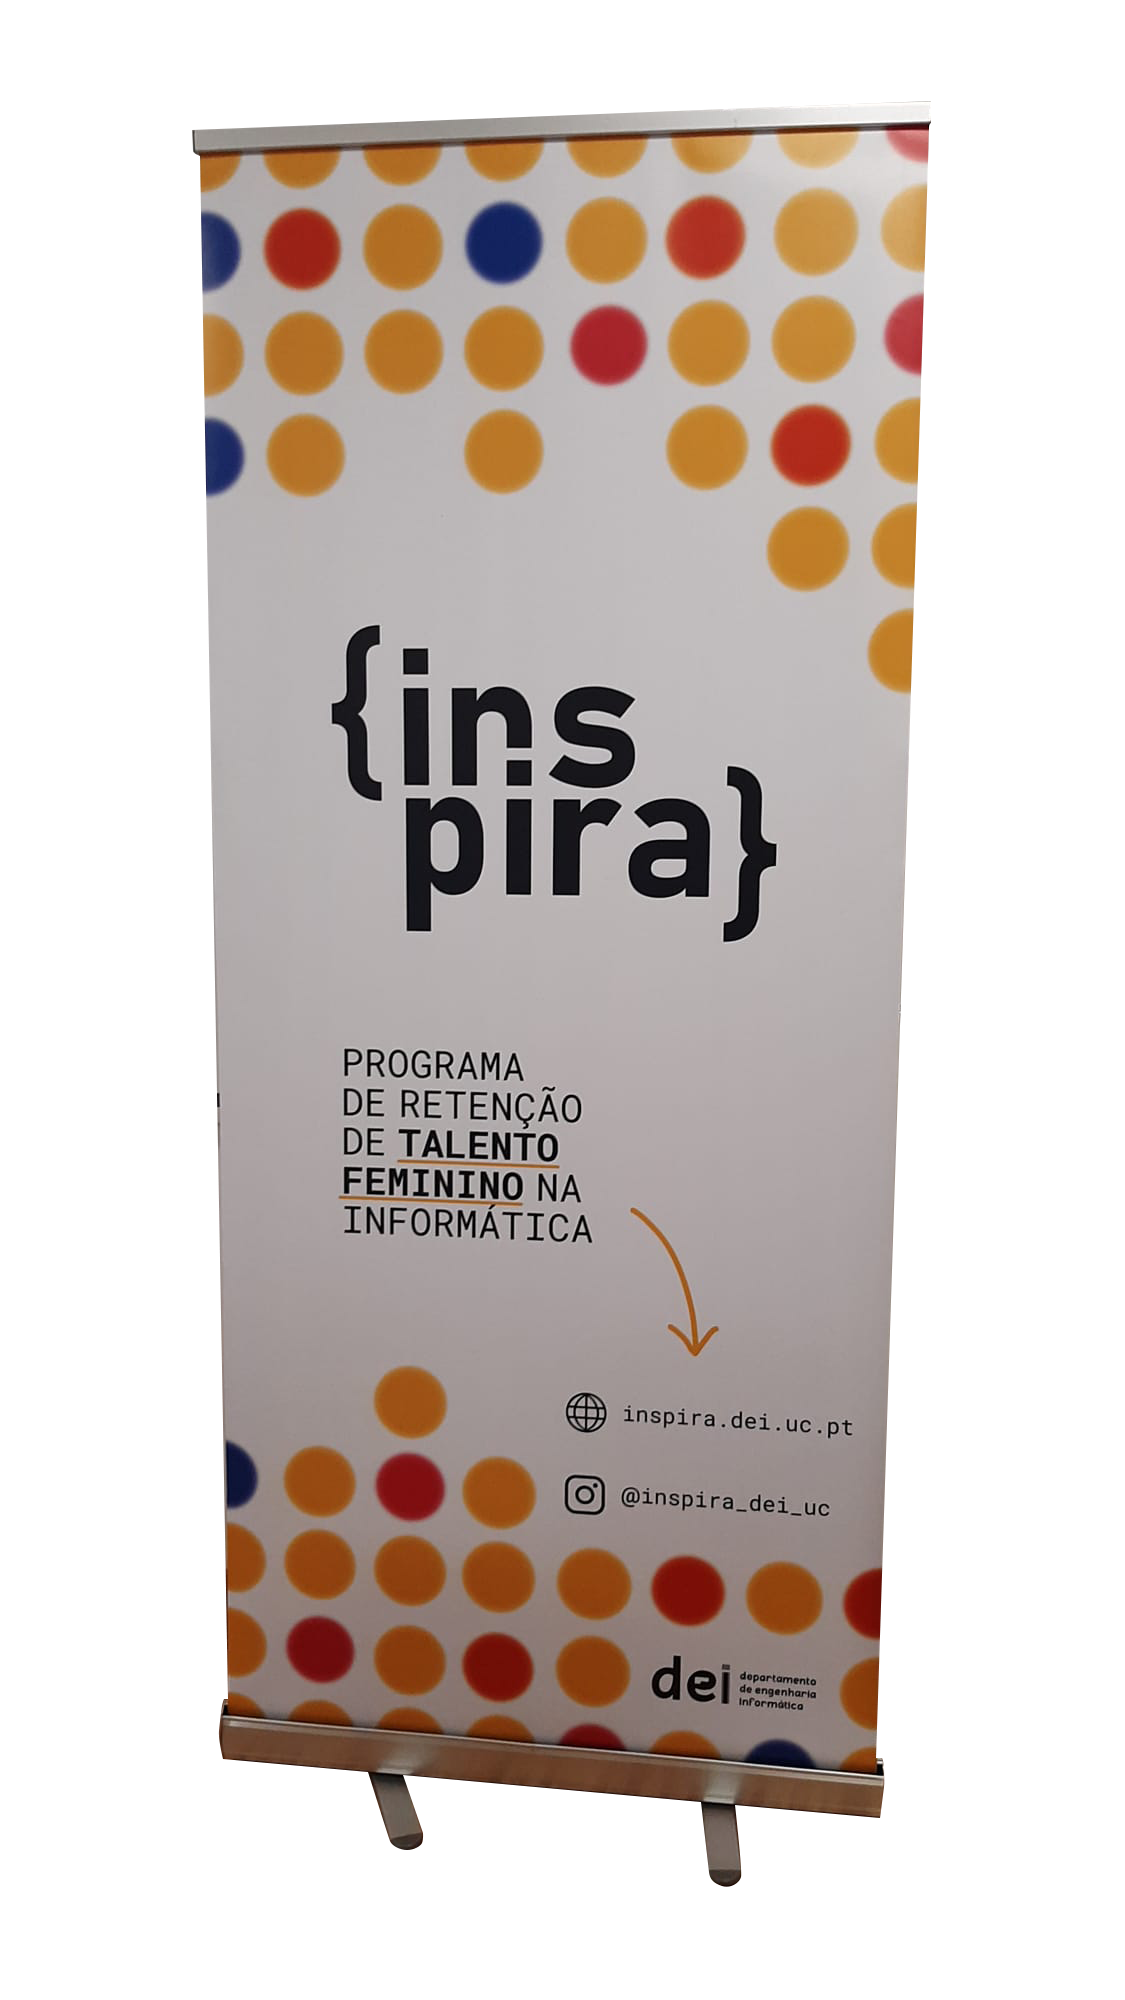 {ins
pira}
PROGRAMA
DE RETENÇÃO
DE TALENTO
FEMININO NA
INFORMÁTICA
inspira.dei.uc.pt
@inspira_dei_uc
dei
departamento
de engenharia
informática